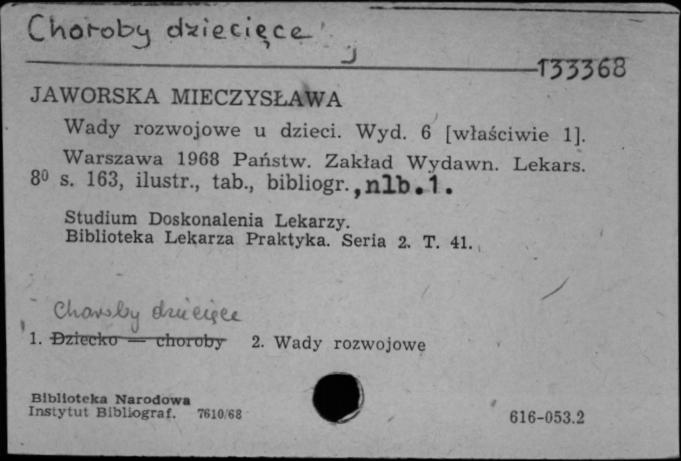 Choroby dziecięce
133368
JAWORSKA MIECZYSŁAWA
Wady rozwojowe u dzieci. Wyd. 6 [właściwie 1].
Warszawa 1968 Państw. Zakład Wydawn. Lekars.
8⁰ s. 163, ilustr., tab., bibliogr., nlb.1.
Studium Doskonalenia Lekarzy.
Biblioteka Lekarza Praktyka. Seria 2. T. 41.
Choroby dziecięce
1. Dziecko — choroby 2. Wady rozwojowe
Biblioteka Narodowa
Instytut Bibliograf. 7610/68
616-053.2